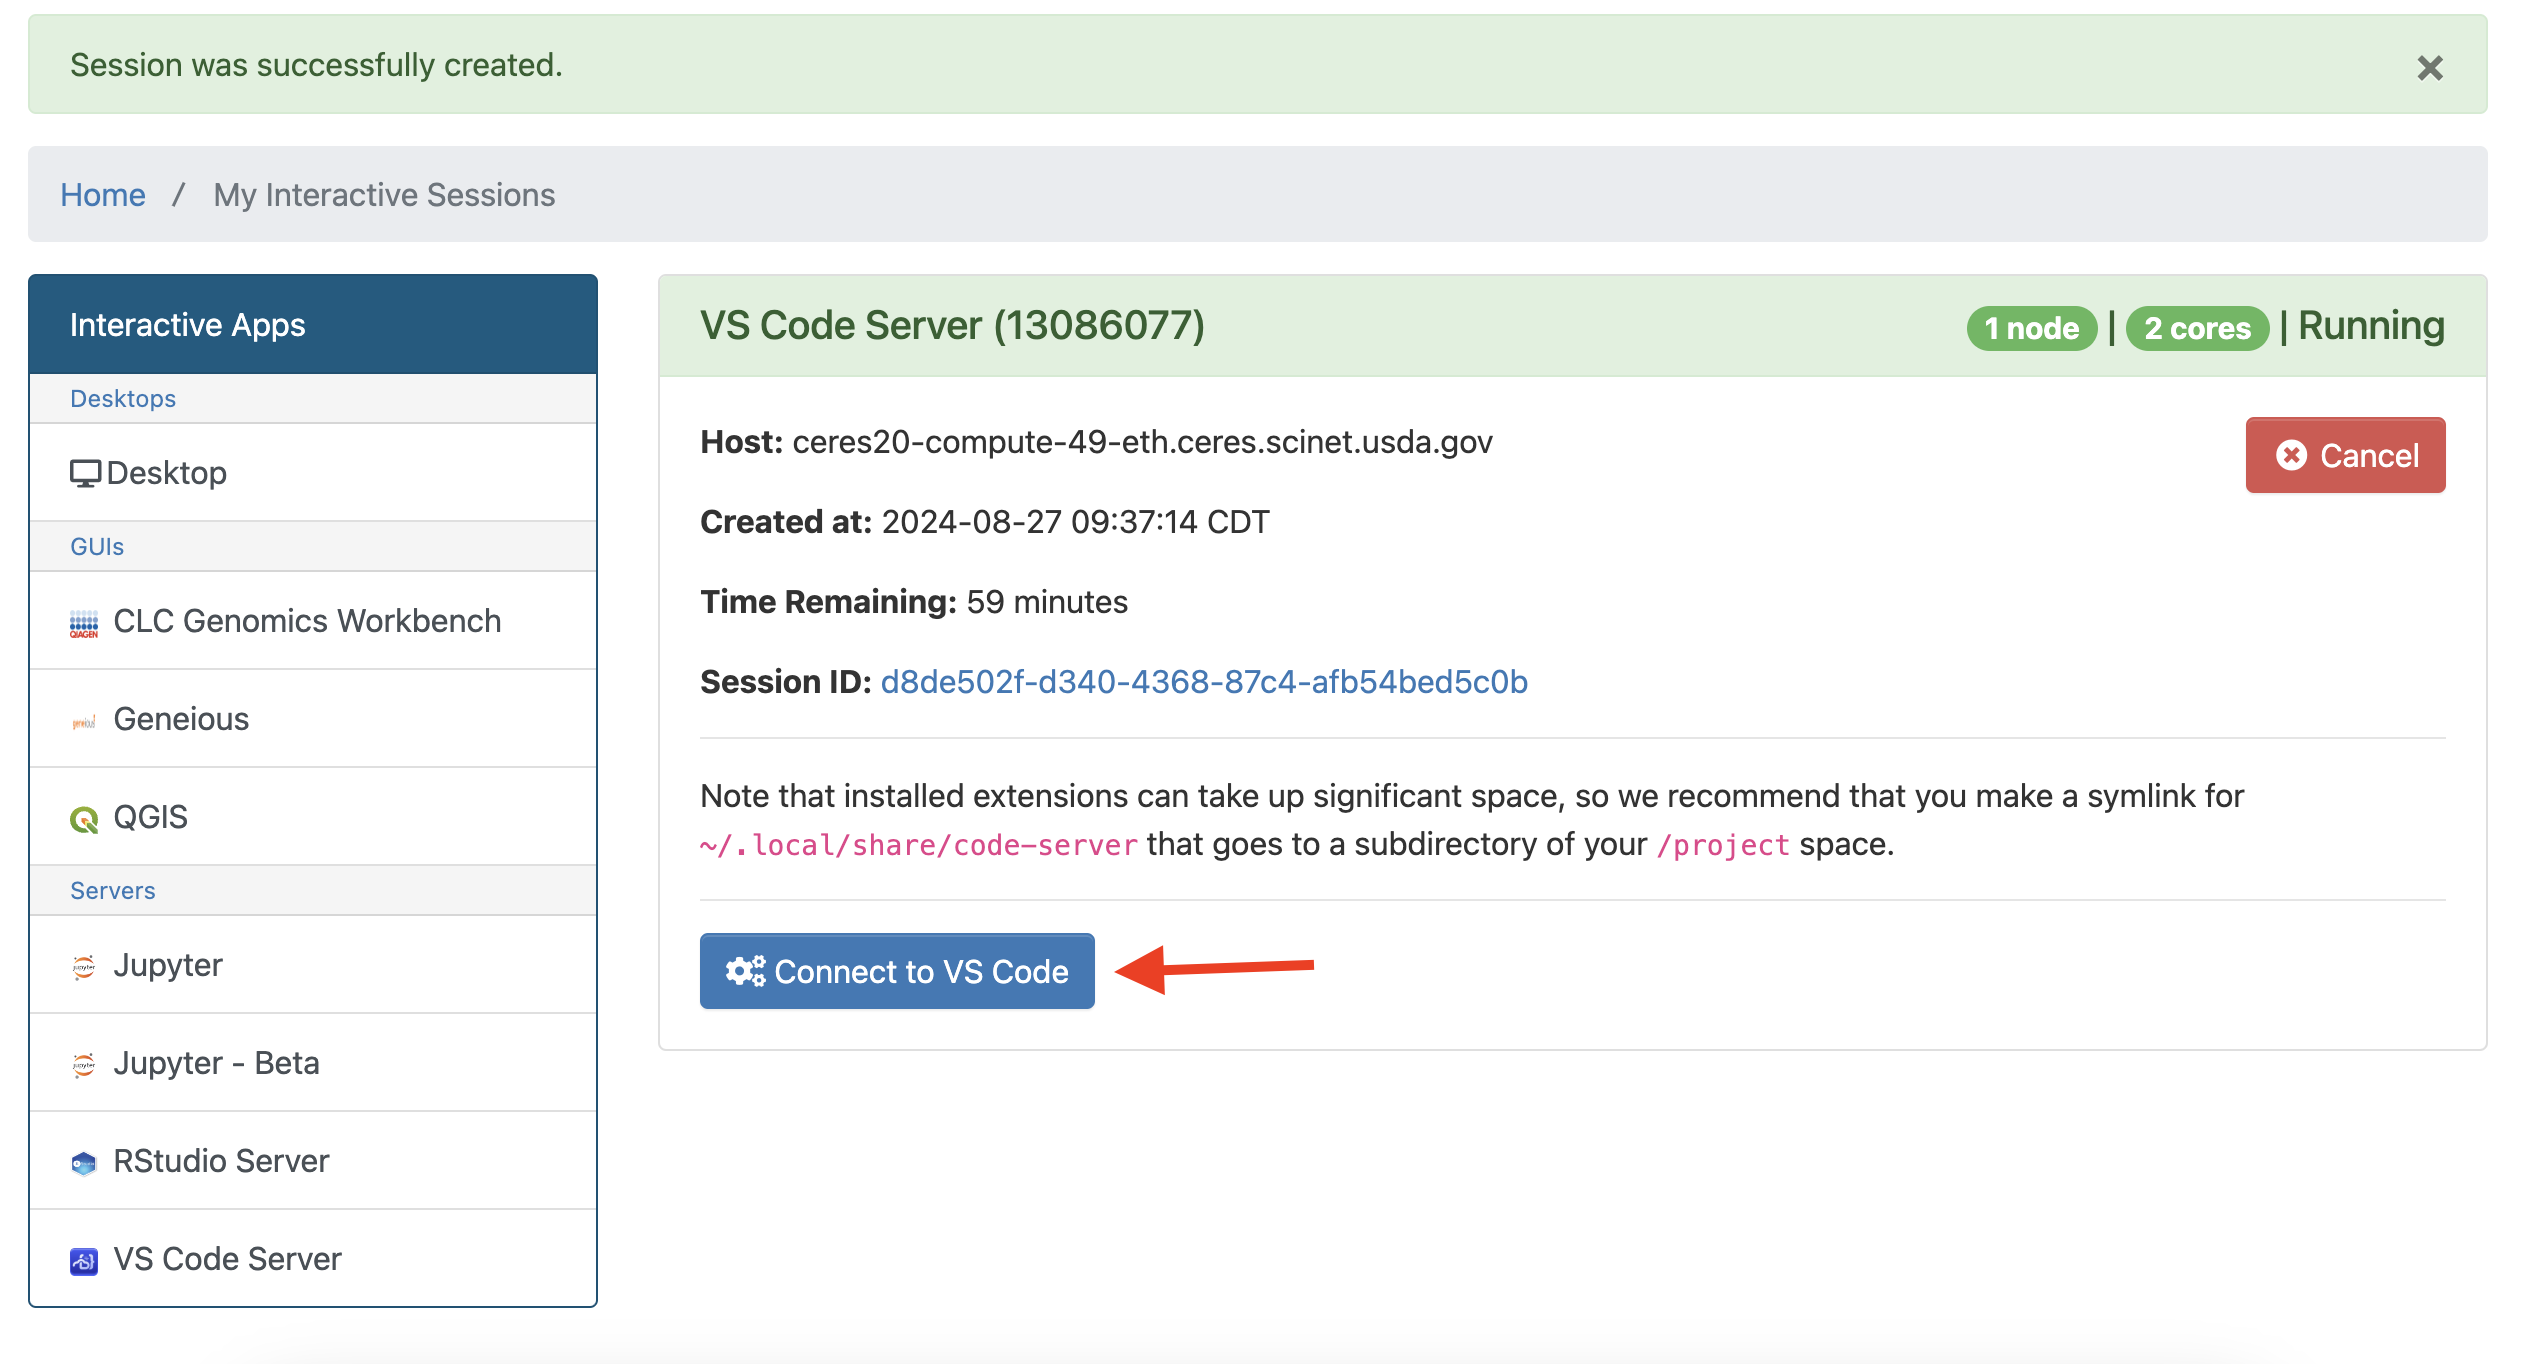 Session was successfully created.
Home / My Interactive Sessions
Interactive Apps
Desktops
Desktop
GUIs
QIAGEN CLC Genomics Workbench
geneious Geneious
QGIS
Servers
jupyter Jupyter
jupyter Jupyter - Beta
RStudio Server
VS Code Server
VS Code Server (13086077)
1 node | 2 cores | Running
Host: ceres20-compute-49-eth.ceres.scinet.usda.gov
Cancel
Created at: 2024-08-27 09:37:14 CDT
Time Remaining: 59 minutes
Session ID: d8de502f-d340-4368-87c4-afb54bed5c0b
Note that installed extensions can take up significant space, so we recommend that you make a symlink for
~/.local/share/code-server that goes to a subdirectory of your /project space.
Connect to VS Code